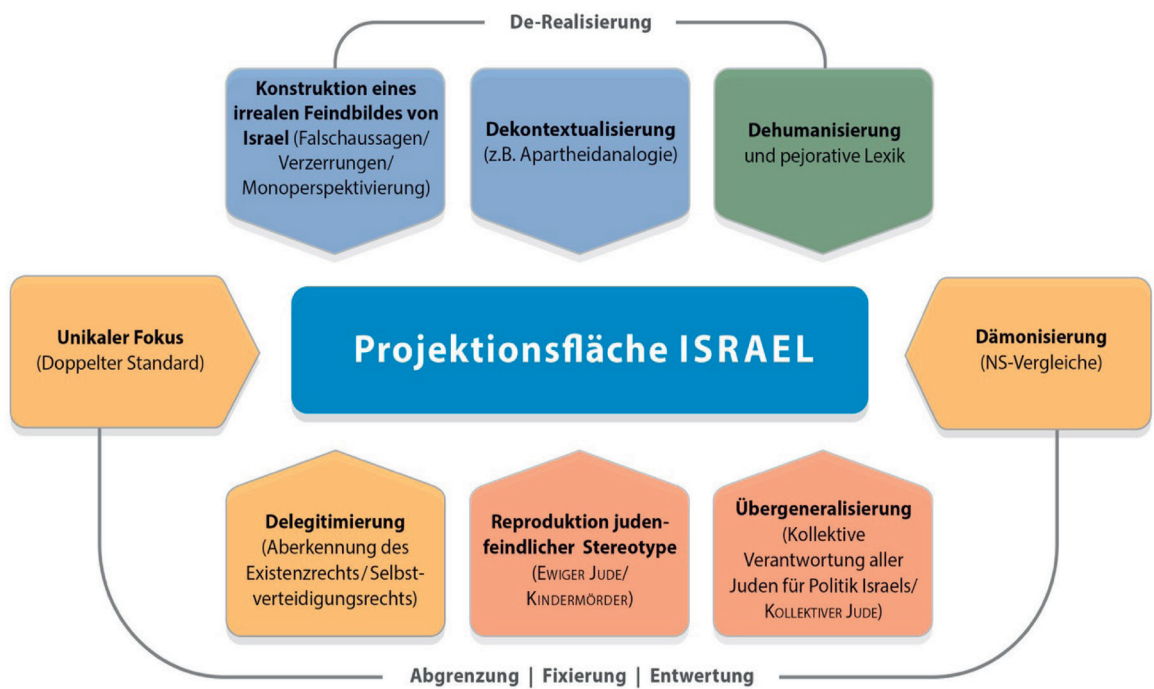 De-Realisierung
Konstruktion eines
irrealen Feindbildes von
Israel (Falschaussagen/
Verzerrungen/
Monoperspektivierung)
Dekontextualisierung
(z.B. Apartheidanalogie)
Dehumanisierung
und pejorative Lexik
Unikaler Fokus
(Doppelter Standard)
Projektionsfläche ISRAEL
Dämonisierung
(NS-Vergleiche)
Delegitimierung
(Aberkennung des
Existenzrechts/Selbst-
verteidigungsrechts)
Reproduktion juden-
feindlicher Stereotype
(EWIGER JUDE/
KINDERMÖRDER)
Übergeneralisierung
(Kollektive
Verantwortung aller
Juden für Politik Israels/
KOLLEKTIVER JUDE)
Abgrenzung | Fixierung | Entwertung